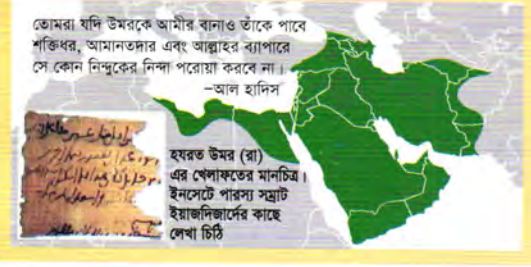 তোমরা যদি উমরকে আমীর বানাও তাঁকে পাবে
শক্তিধর, আমানতদার এবং আল্লাহর ব্যাপারে
সে কোন নিন্দুকের নিন্দা পরোয়া করবে না।
–আল হাদিস
হযরত উমর (রা)
এর খেলাফতের মানচিত্র।
ইনসেটে পারস্য সম্রাট
ইয়াজদিজার্দের কাছে
লেখা চিঠি